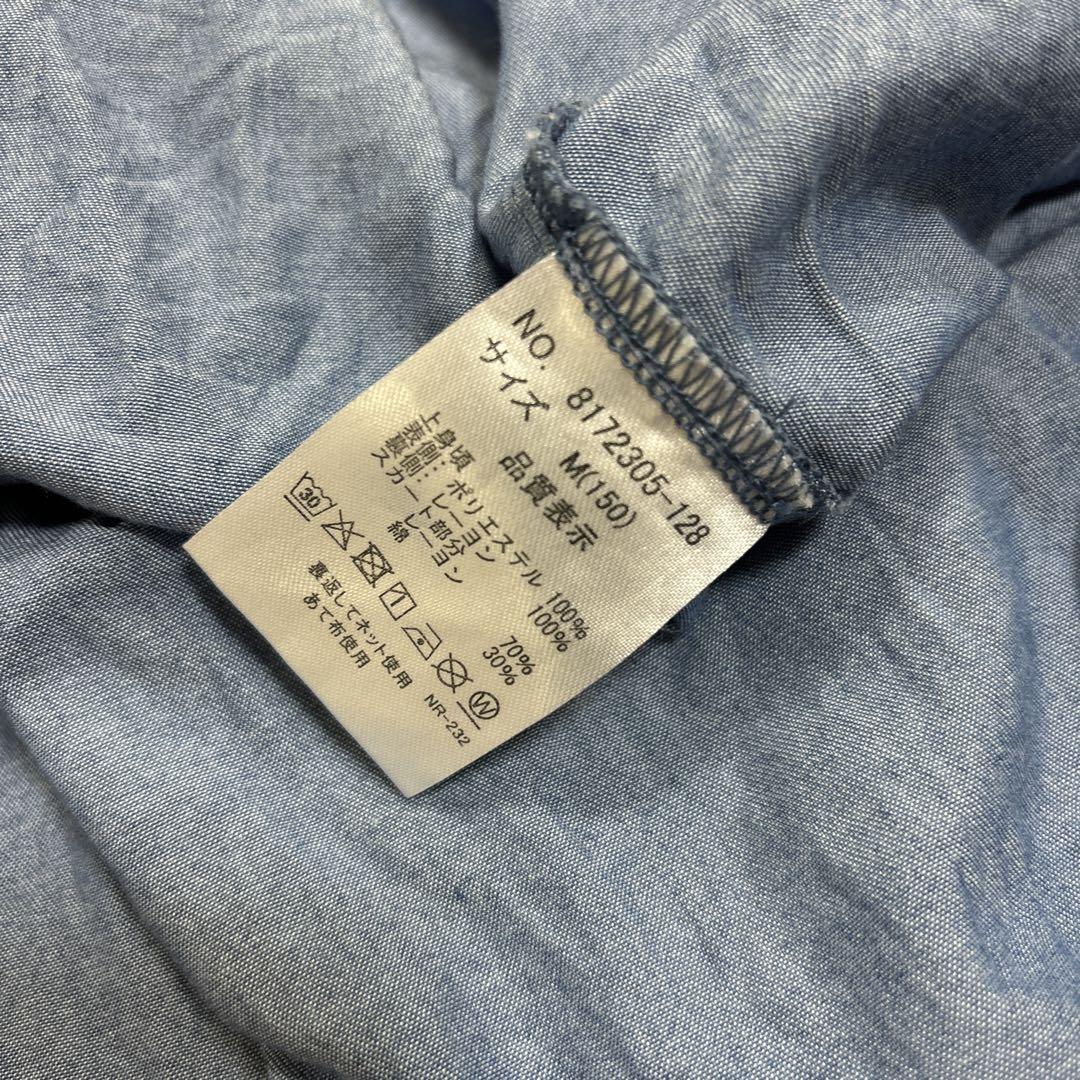 NO. 8172305-128
サイズ M(150)
品質表示
上身頃
表側:ポリエステル 100%
裏側:レーヨン 100%
スカート部分
綿 70%
レーヨン 30%
30
1
W
裏返してネット使用
あて布使用
NR-232